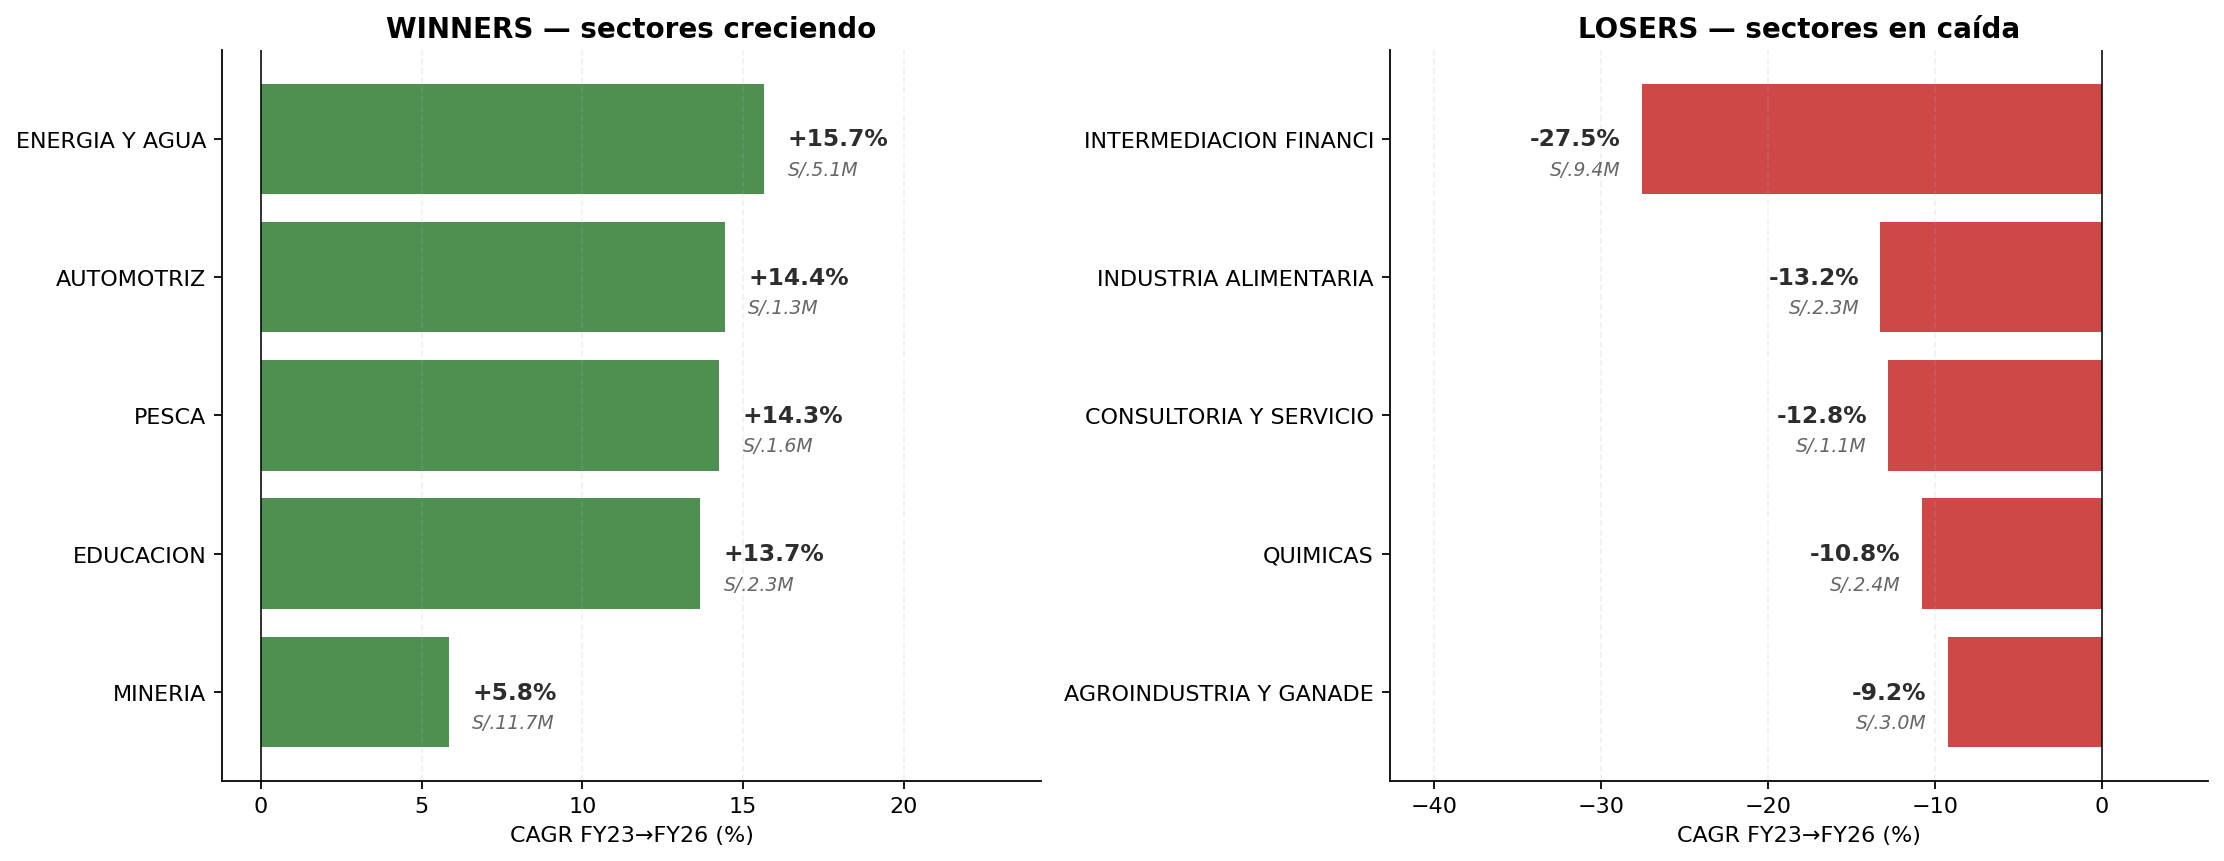 WINNERS — sectores creciendo
ENERGIA Y AGUA
+15.7%
S/.5.1M
AUTOMOTRIZ
+14.4%
S/.1.3M
PESCA
+14.3%
S/.1.6M
EDUCACION
+13.7%
S/.2.3M
MINERIA
+5.8%
S/.11.7M
0 5 10 15 20
CAGR FY23→FY26 (%)
LOSERS — sectores en caída
INTERMEDIACION FINANCI
-27.5%
S/.9.4M
INDUSTRIA ALIMENTARIA
-13.2%
S/.2.3M
CONSULTORIA Y SERVICIO
-12.8%
S/.1.1M
QUIMICAS
-10.8%
S/.2.4M
AGROINDUSTRIA Y GANADE
-9.2%
S/.3.0M
−40 −30 −20 −10 0
CAGR FY23→FY26 (%)